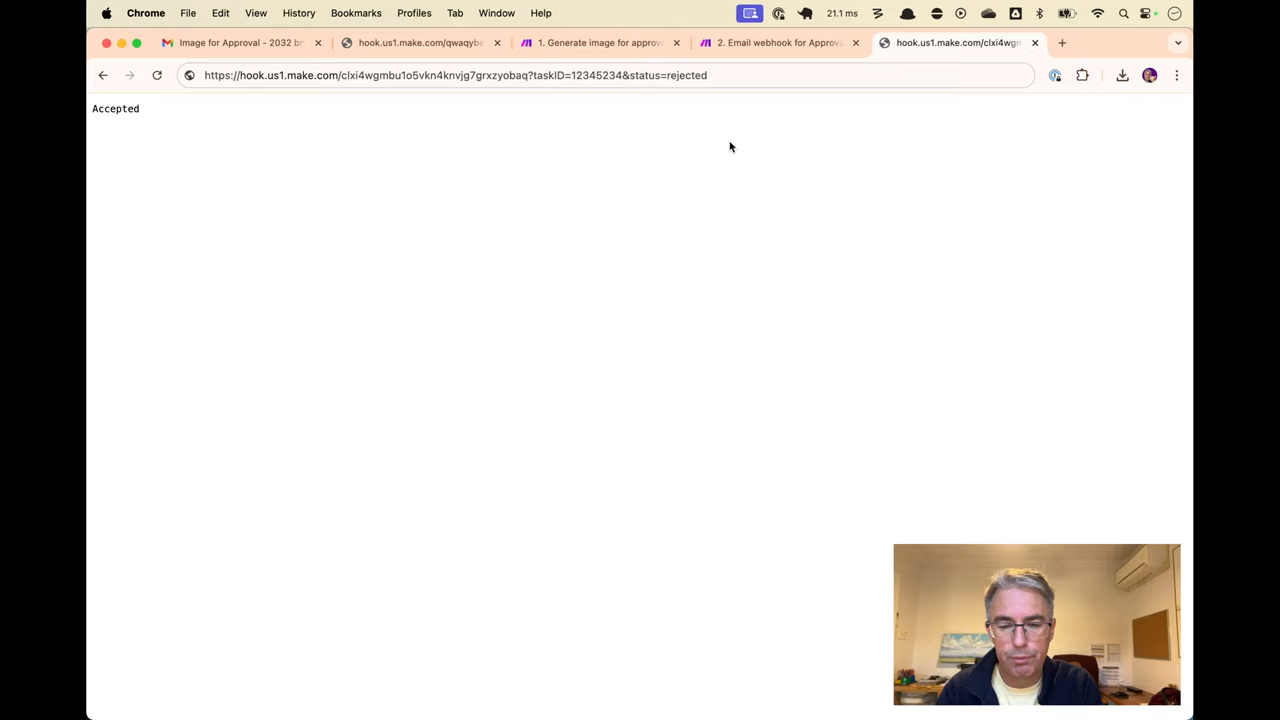 Chrome File Edit View History Bookmarks Profiles Tab Window Help 21.1 ms
Image for Approval - 2032 br
hook.us1.make.com/qwaqybe
1. Generate image for approva
2. Email webhook for Approva
hook.us1.make.com/clxi4wgm
https://hook.us1.make.com/clxi4wgmbu1o5vkn4knvjg7grxzyobaq?taskID=12345234&status=rejected
Accepted